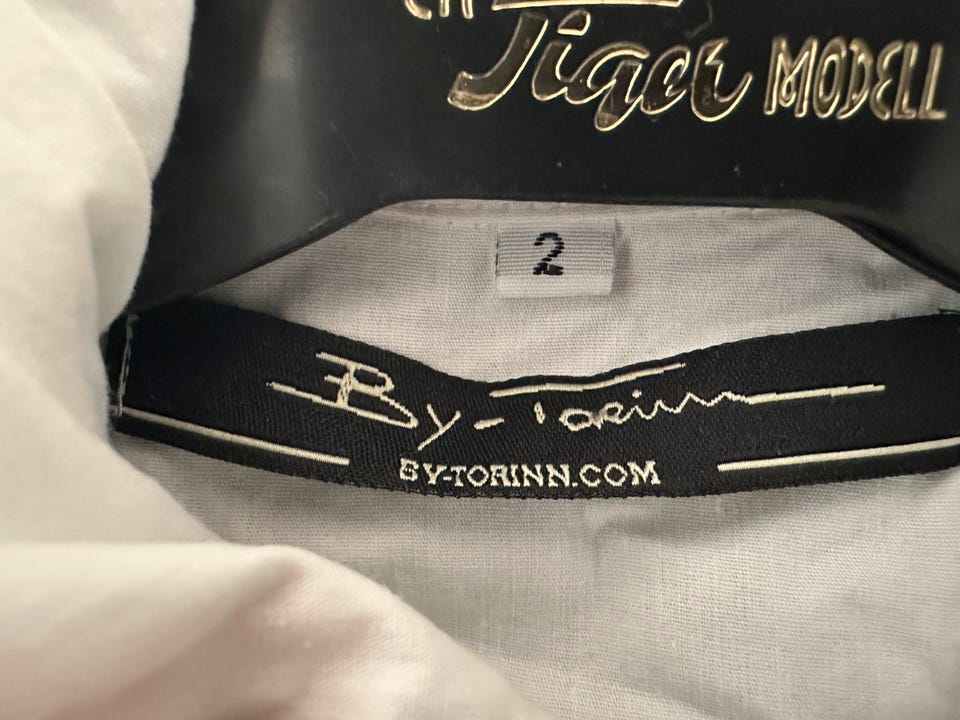 Tiger MODELL
2
By-Torinn
BY-TORINN.COM